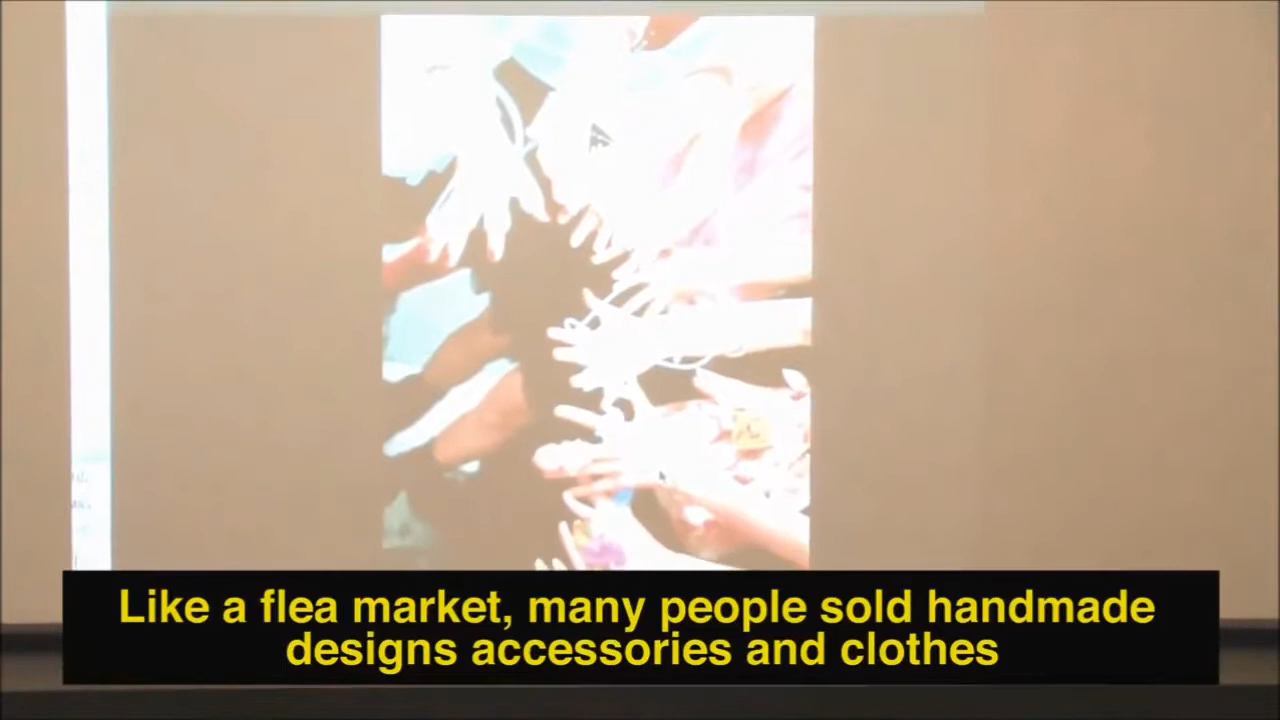 Like a flea market, many people sold handmade
designs accessories and clothes